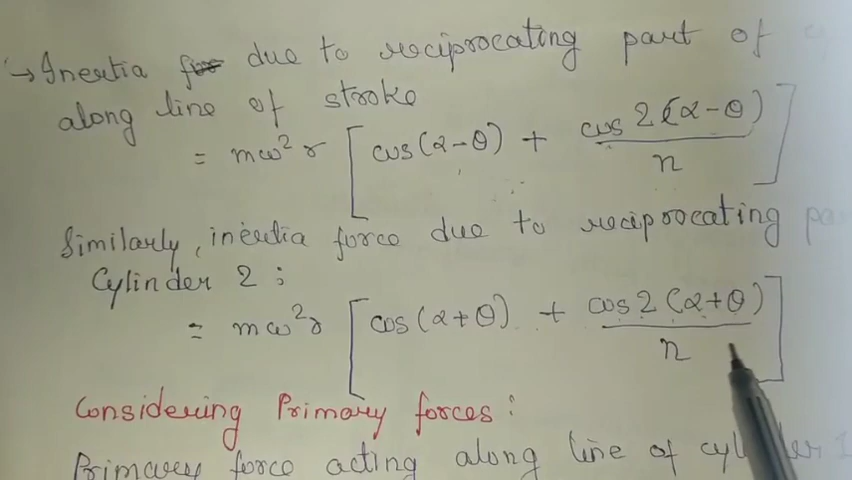 → Inertia due to reciprocating part of
along line of stroke
= mω²r [cos(α-θ) + cos 2(α-θ)/n]
Similarly, inertia force due to reciprocating
Cylinder 2 :
= mω²r [cos(α+θ) + cos 2(α+θ)/n]
Considering Primary forces :
Primary force acting along line of